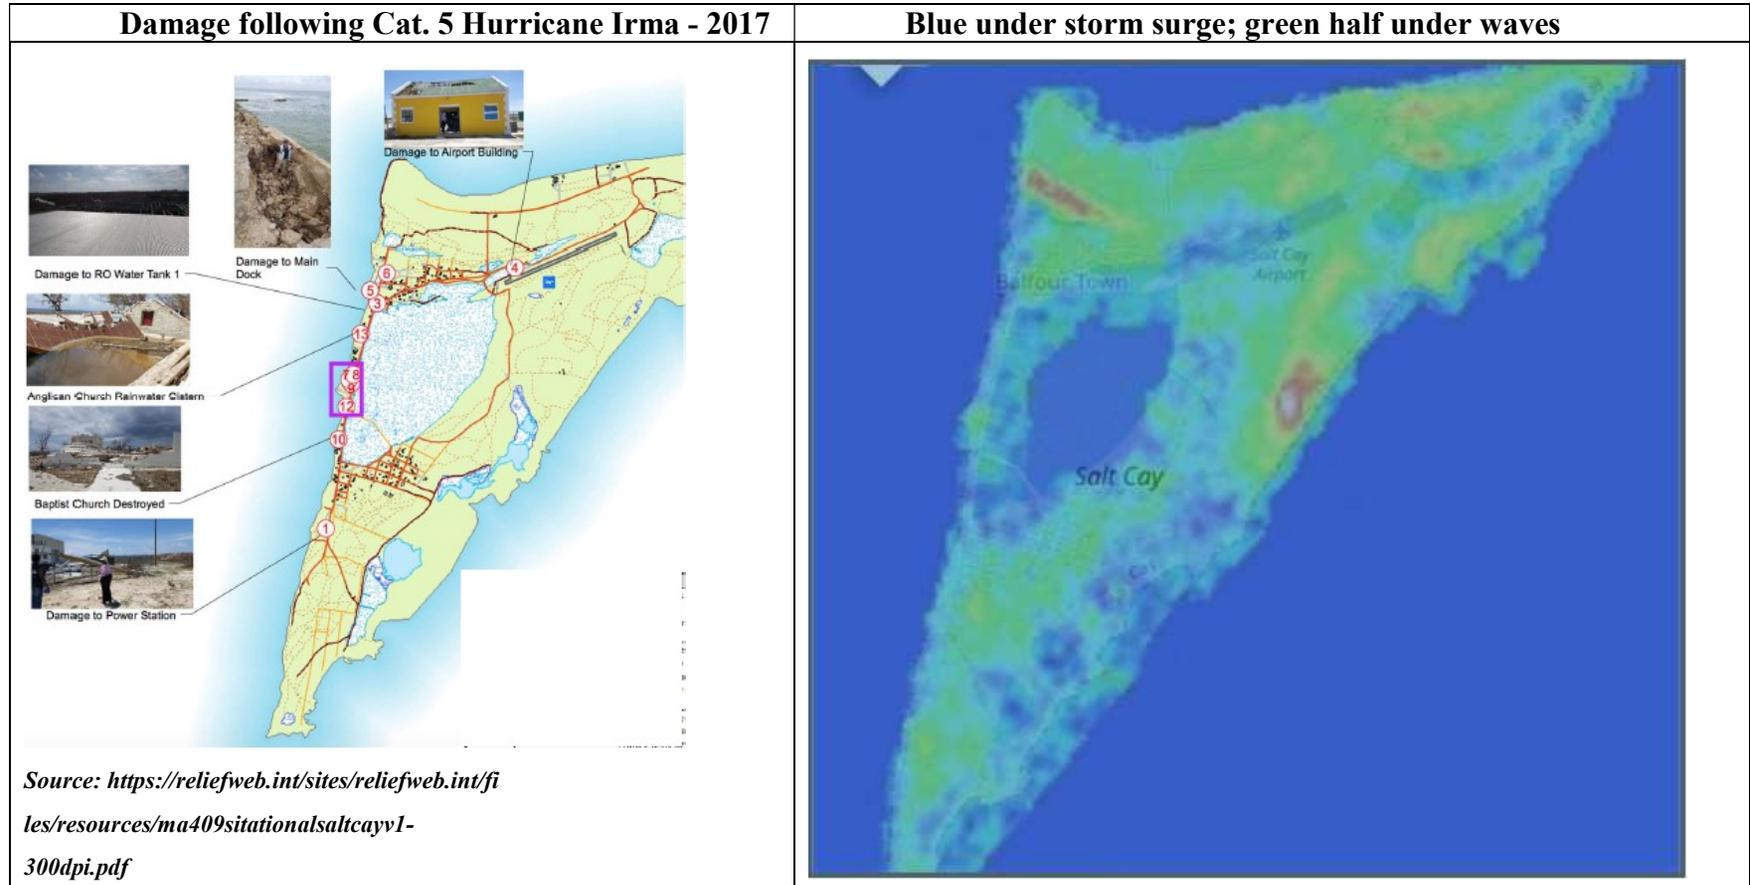 Damage following Cat. 5 Hurricane Irma - 2017
Blue under storm surge; green half under waves
Damage to Airport Building
Damage to RO Water Tank 1
Damage to Main
Dock
Anglican Church Rainwater Cistern
Baptist Church Destroyed
Damage to Power Station
6
5
3
4
13
7
8
9
12
10
1
Source: https://reliefweb.int/sites/reliefweb.int/fi
les/resources/ma409sitationalsaltcayv1-
300dpi.pdf
Balfour Town
Salt Cay
Airport
Salt Cay